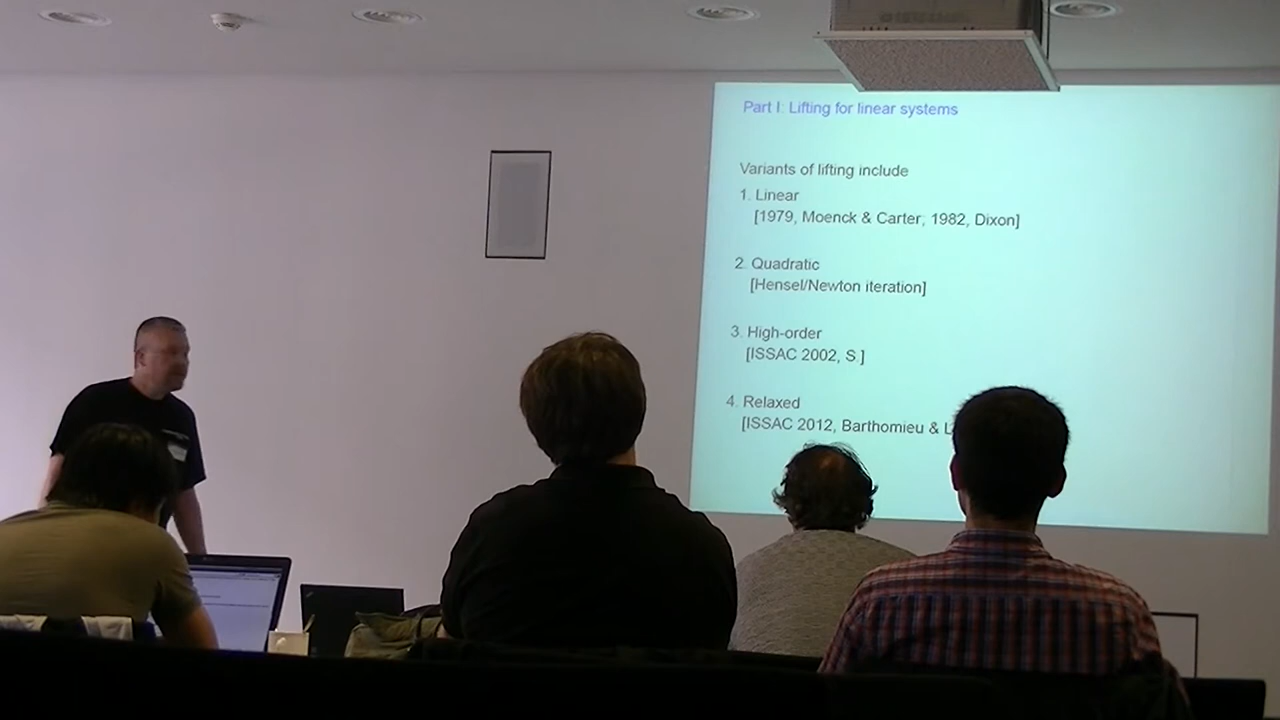 Part I: Lifting for linear systems
Variants of lifting include
1. Linear
[1979, Moenck & Carter; 1982, Dixon]
2. Quadratic
[Hensel/Newton iteration]
3. High-order
[ISSAC 2002, S.]
4. Relaxed
[ISSAC 2012, Barthomieu &